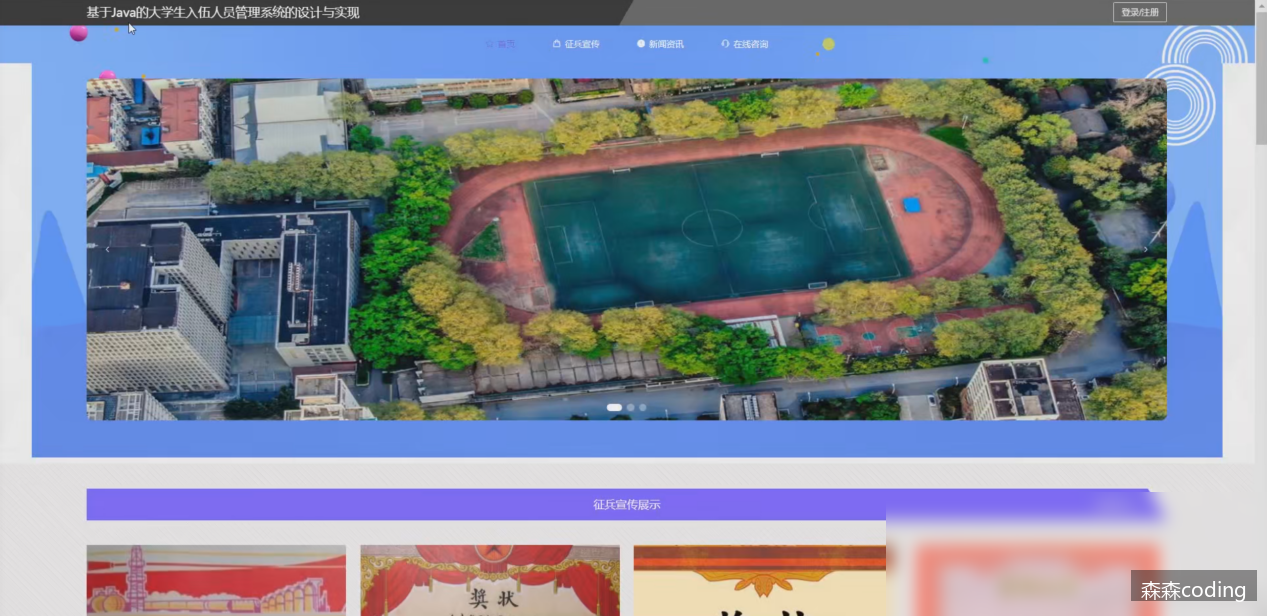 基于Java的大学生入伍人员管理系统的设计与实现
登录/注册
首页
征兵宣传
新闻资讯
在线咨询
征兵宣传展示
奖状
森森coding